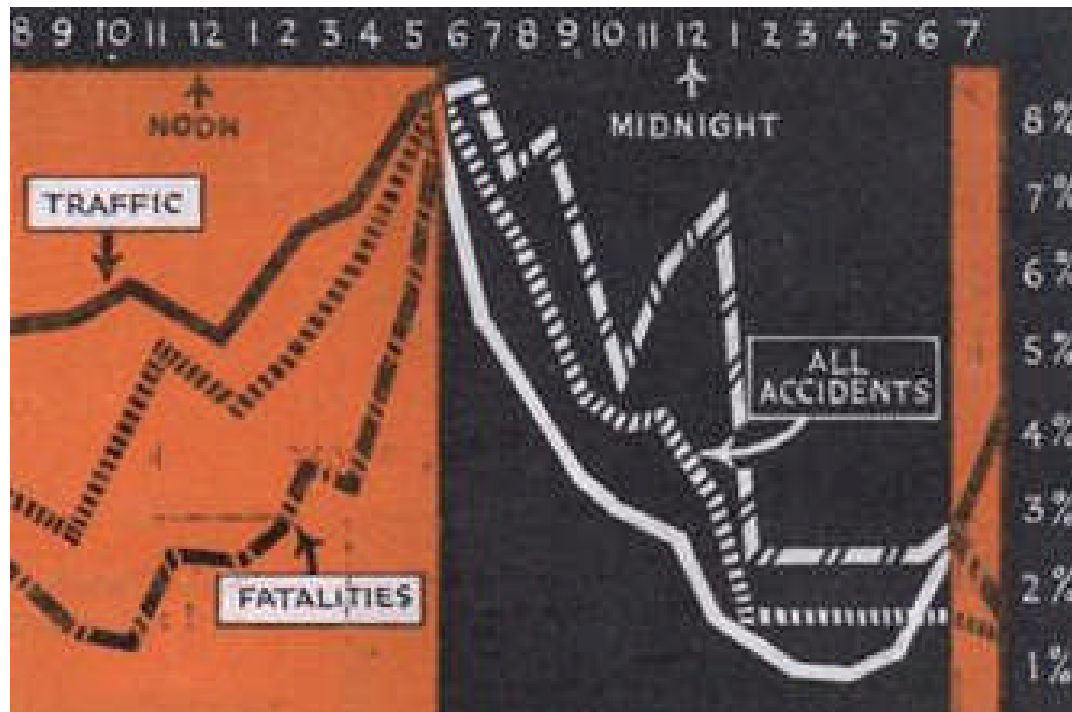 8 9 10 11 12 1 2 3 4 5 6 7 8 9 10 11 12 1 2 3 4 5 6 7
NOON
MIDNIGHT
8%
TRAFFIC
7%
6%
5%
ALL
ACCIDENTS
4%
3%
FATALITIES
2%
1%